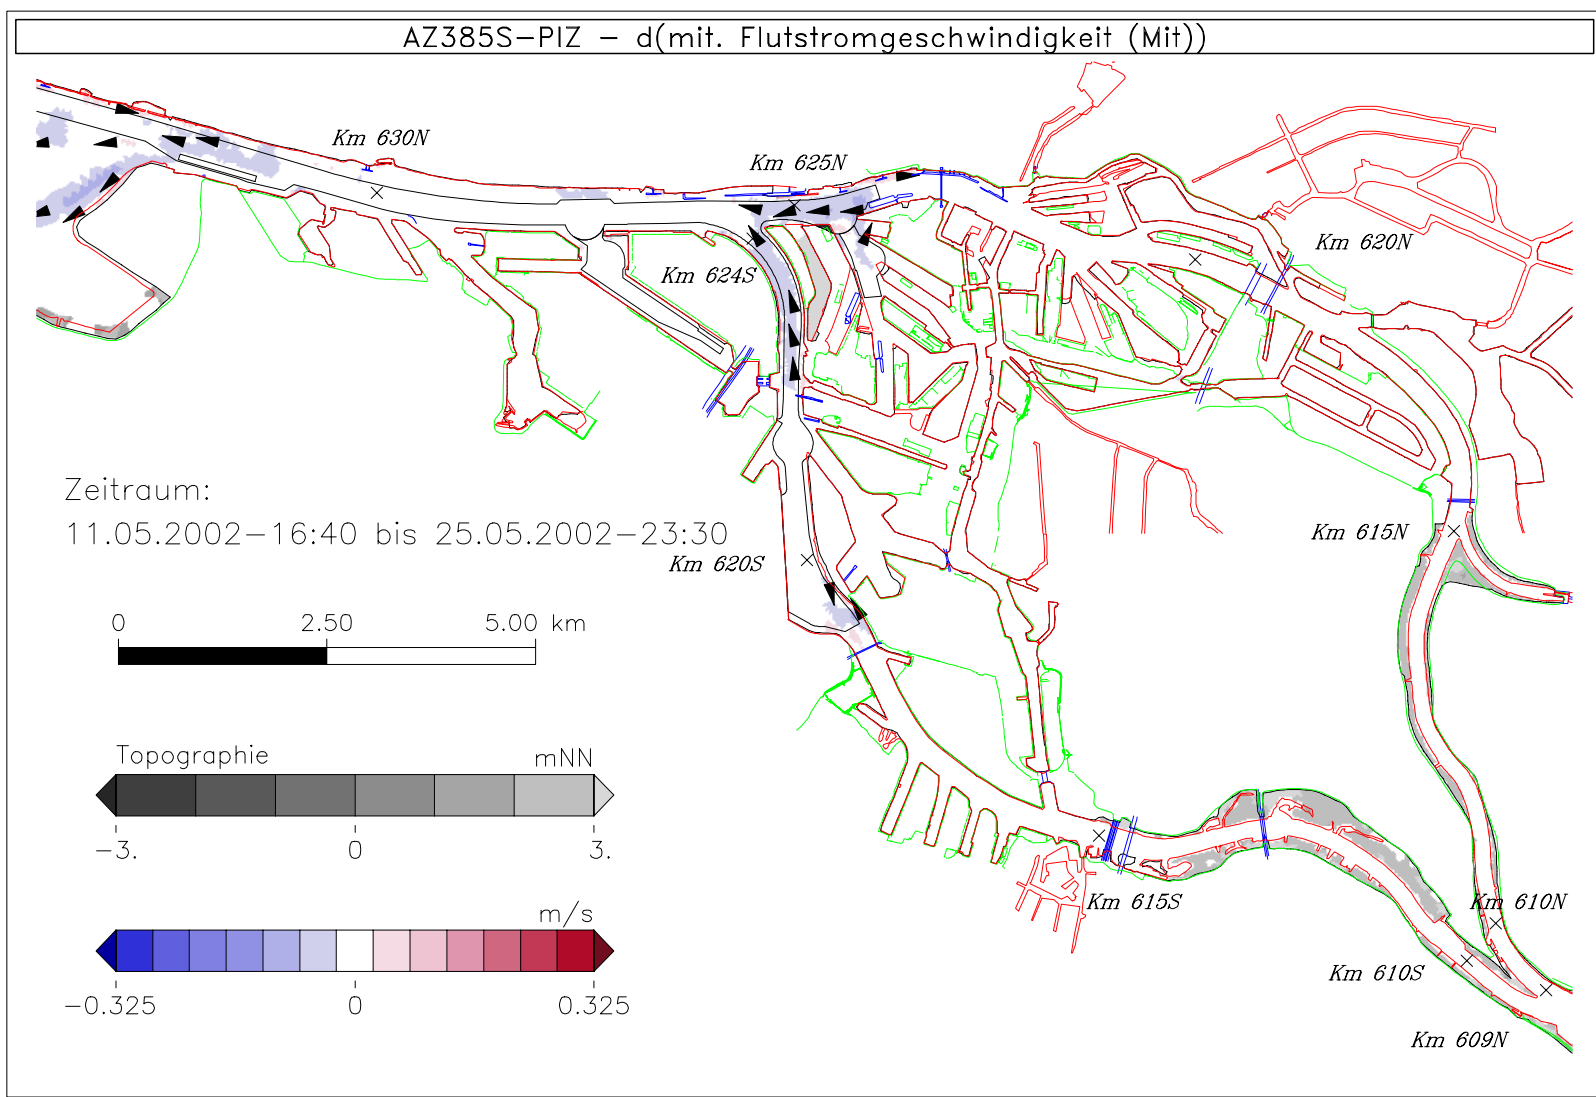 AZ385S-PIZ - d(mit. Flutstromgeschwindigkeit (Mit))
Km 630N
Km 625N
Km 620N
Km 624S
Zeitraum:
11.05.2002-16:40 bis 25.05.2002-23:30
Km 615N
Km 620S
0 2.50 5.00 km
Topographie mNN
-3. 0 3.
Km 615S
Km 610N
m/s
Km 610S
-0.325 0 0.325
Km 609N